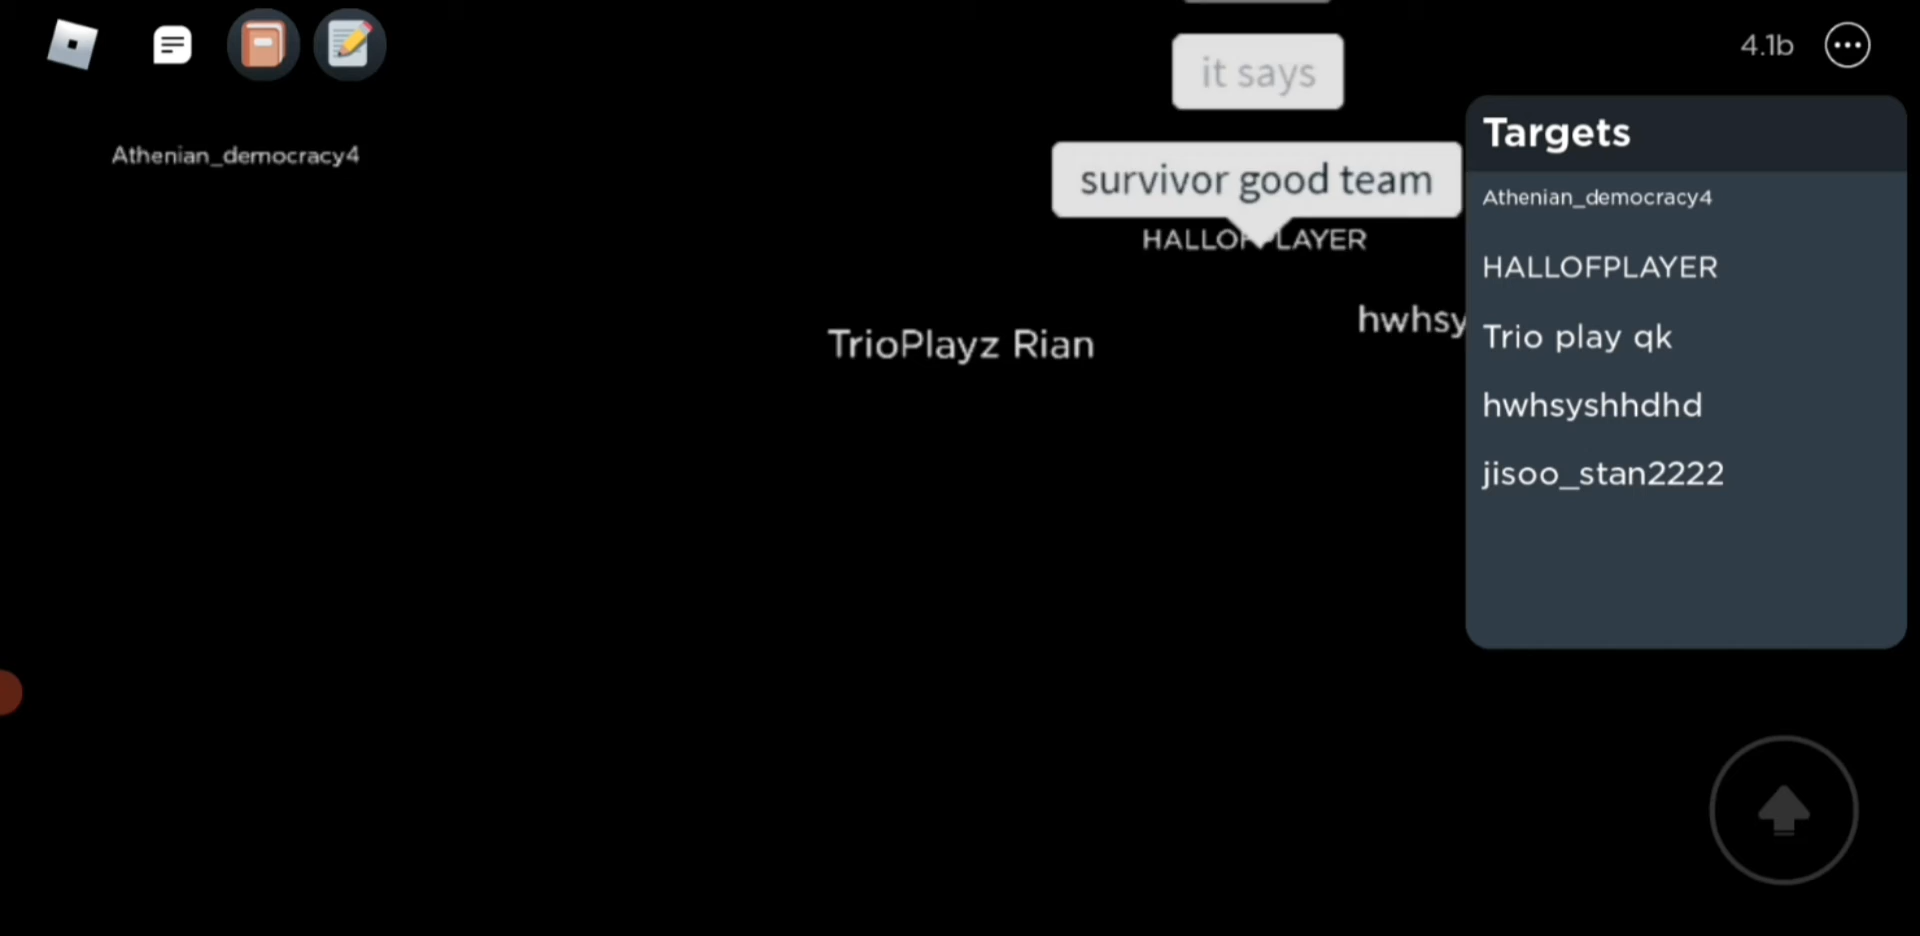 4.1b
it says
Targets
Athenian_democracy4
survivor good team
Athenian_democracy4
HALLOFPLAYER
HALLOFPLAYER
hwhsy
Trio play qk
TrioPlayz Rian
hwhsyshhdhd
jisoo_stan2222